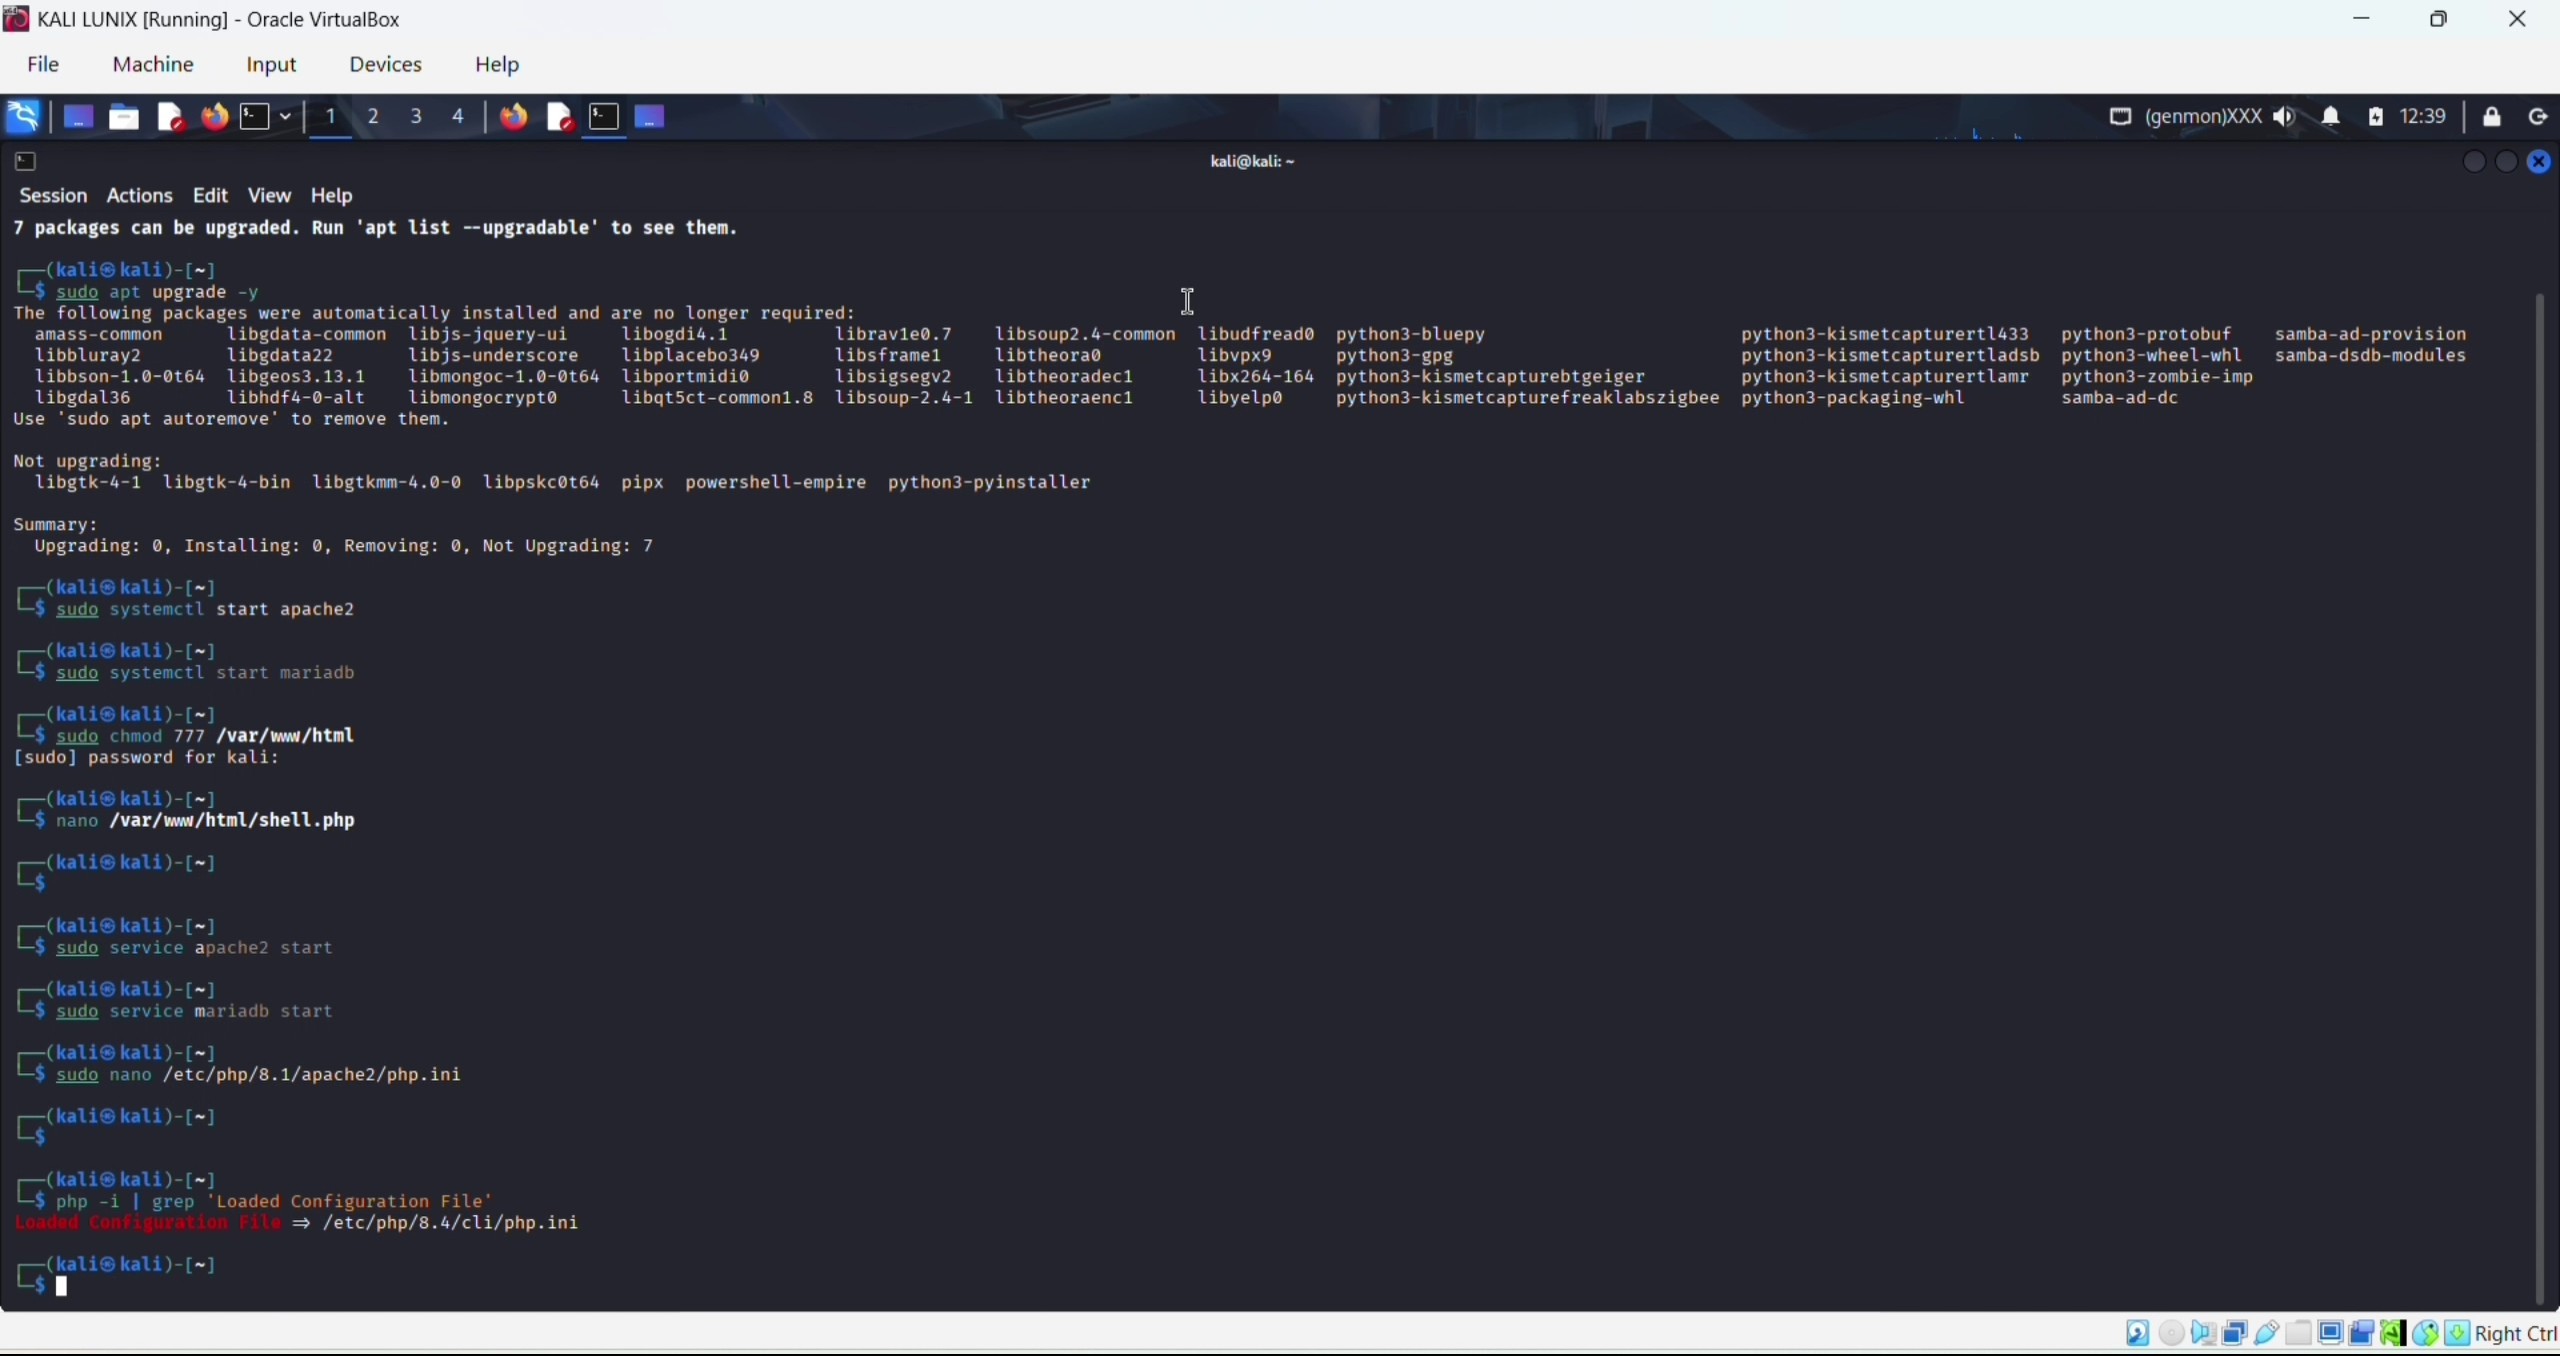 KALI LUNIX [Running] - Oracle VirtualBox
File Machine Input Devices Help
1 2 3 4 (genmon)XXX 12:39
kali@kali: ~
Session Actions Edit View Help
7 packages can be upgraded. Run 'apt list --upgradable' to see them.
┌──(kali㉿kali)-[~]
└─$ sudo apt upgrade -y
The following packages were automatically installed and are no longer required:
amass-common libgdata-common libjs-jquery-ui libogdi4.1 librav1e0.7 libsoup2.4-common libudfread0 python3-bluepy python3-kismetcapturertl433 python3-protobuf samba-ad-provision
libbluray2 libgdata22 libjs-underscore libplacebo349 libsframe1 libtheora0 libvpx9 python3-gpg python3-kismetcapturertladsb python3-wheel-whl samba-dsdb-modules
libbson-1.0-0t64 libgeos3.13.1 libmongoc-1.0-0t64 libportmidi0 libsigsegv2 libtheoradec1 libx264-164 python3-kismetcapturebtgeiger python3-kismetcapturertlamr python3-zombie-imp
libgdal36 libhdf4-0-alt libmongocrypt0 libqt5ct-common1.8 libsoup-2.4-1 libtheoraenc1 libyelp0 python3-kismetcapturefreaklabszigbee python3-packaging-whl samba-ad-dc
Use 'sudo apt autoremove' to remove them.
Not upgrading:
libgtk-4-1 libgtk-4-bin libgtkmm-4.0-0 libpskc0t64 pipx powershell-empire python3-pyinstaller
Summary:
Upgrading: 0, Installing: 0, Removing: 0, Not Upgrading: 7
┌──(kali㉿kali)-[~]
└─$ sudo systemctl start apache2
┌──(kali㉿kali)-[~]
└─$ sudo systemctl start mariadb
┌──(kali㉿kali)-[~]
└─$ sudo chmod 777 /var/www/html
[sudo] password for kali:
┌──(kali㉿kali)-[~]
└─$ nano /var/www/html/shell.php
┌──(kali㉿kali)-[~]
└─$
┌──(kali㉿kali)-[~]
└─$ sudo service apache2 start
┌──(kali㉿kali)-[~]
└─$ sudo service mariadb start
┌──(kali㉿kali)-[~]
└─$ sudo nano /etc/php/8.1/apache2/php.ini
┌──(kali㉿kali)-[~]
└─$
┌──(kali㉿kali)-[~]
└─$ php -i | grep 'Loaded Configuration File'
Loaded Configuration File => /etc/php/8.4/cli/php.ini
┌──(kali㉿kali)-[~]
└─$
Right Ctrl